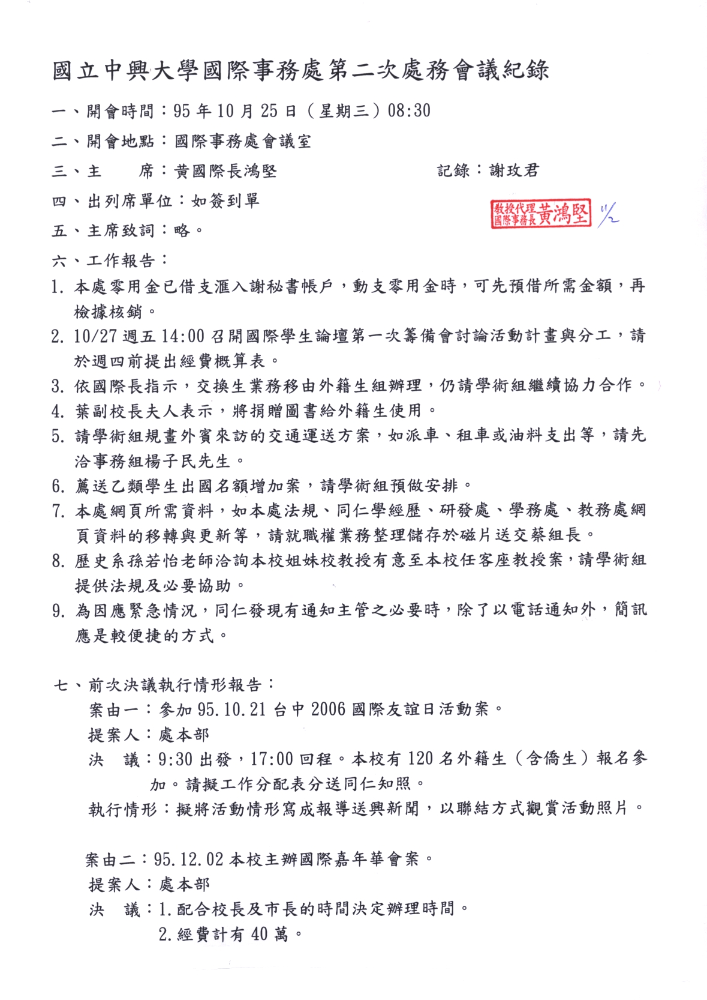 國立中興大學國際事務處第二次處務會議紀錄
一、開會時間：95 年 10 月 25 日（星期三）08:30
二、開會地點：國際事務處會議室
三、主　　席：黃國際長鴻堅　　　　　　　　　記錄：謝玫君
四、出列席單位：如簽到單
教授代理
國際事務長 黃鴻堅 11/2
五、主席致詞：略。
六、工作報告：
1. 本處零用金已借支滙入謝秘書帳戶，動支零用金時，可先預借所需金額，再
檢據核銷。
2. 10/27 週五 14:00 召開國際學生論壇第一次籌備會討論活動計畫與分工，請
於週四前提出經費概算表。
3. 依國際長指示，交換生業務移由外籍生組辦理，仍請學術組繼續協力合作。
4. 葉副校長夫人表示，將捐贈圖書給外籍生使用。
5. 請學術組規畫外賓來訪的交通運送方案，如派車、租車或油料支出等，請先
洽事務組楊子民先生。
6. 薦送乙類學生出國名額增加案，請學術組預做安排。
7. 本處網頁所需資料，如本處法規、同仁學經歷、研發處、學務處、教務處網
頁資料的移轉與更新等，請就職權業務整理儲存於磁片送交蔡組長。
8. 歷史系孫若怡老師洽詢本校姐妹校教授有意至本校任客座教授案，請學術組
提供法規及必要協助。
9. 為因應緊急情況，同仁發現有通知主管之必要時，除了以電話通知外，簡訊
應是較便捷的方式。
七、前次決議執行情形報告：
案由一：參加 95.10.21 台中 2006 國際友誼日活動案。
提案人：處本部
決　議：9:30 出發，17:00 回程。本校有 120 名外籍生（含僑生）報名參
加。請擬工作分配表分送同仁知照。
執行情形：擬將活動情形寫成報導送興新聞，以聯結方式觀賞活動照片。
案由二：95.12.02 本校主辦國際嘉年華會案。
提案人：處本部
決　議：1.配合校長及市長的時間決定辦理時間。
2.經費計有 40 萬。